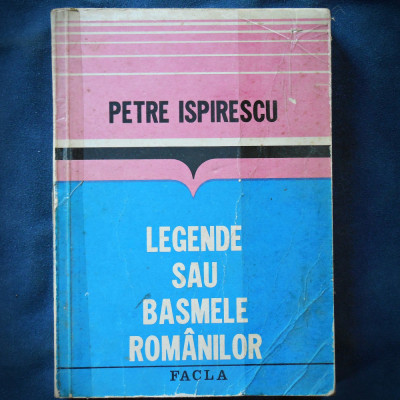 PETRE ISPIRESCU
LEGENDE
SAU
BASMELE
ROMÂNILOR
FACLA